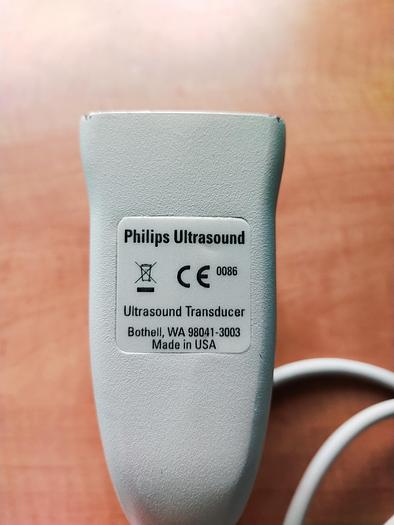 Philips Ultrasound
CE 0086
Ultrasound Transducer
Bothell, WA 98041-3003
Made in USA